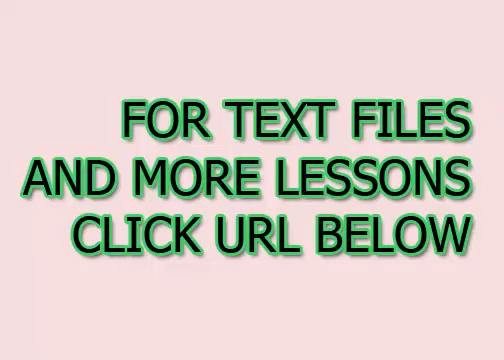 FOR TEXT FILES
AND MORE LESSONS
CLICK URL BELOW